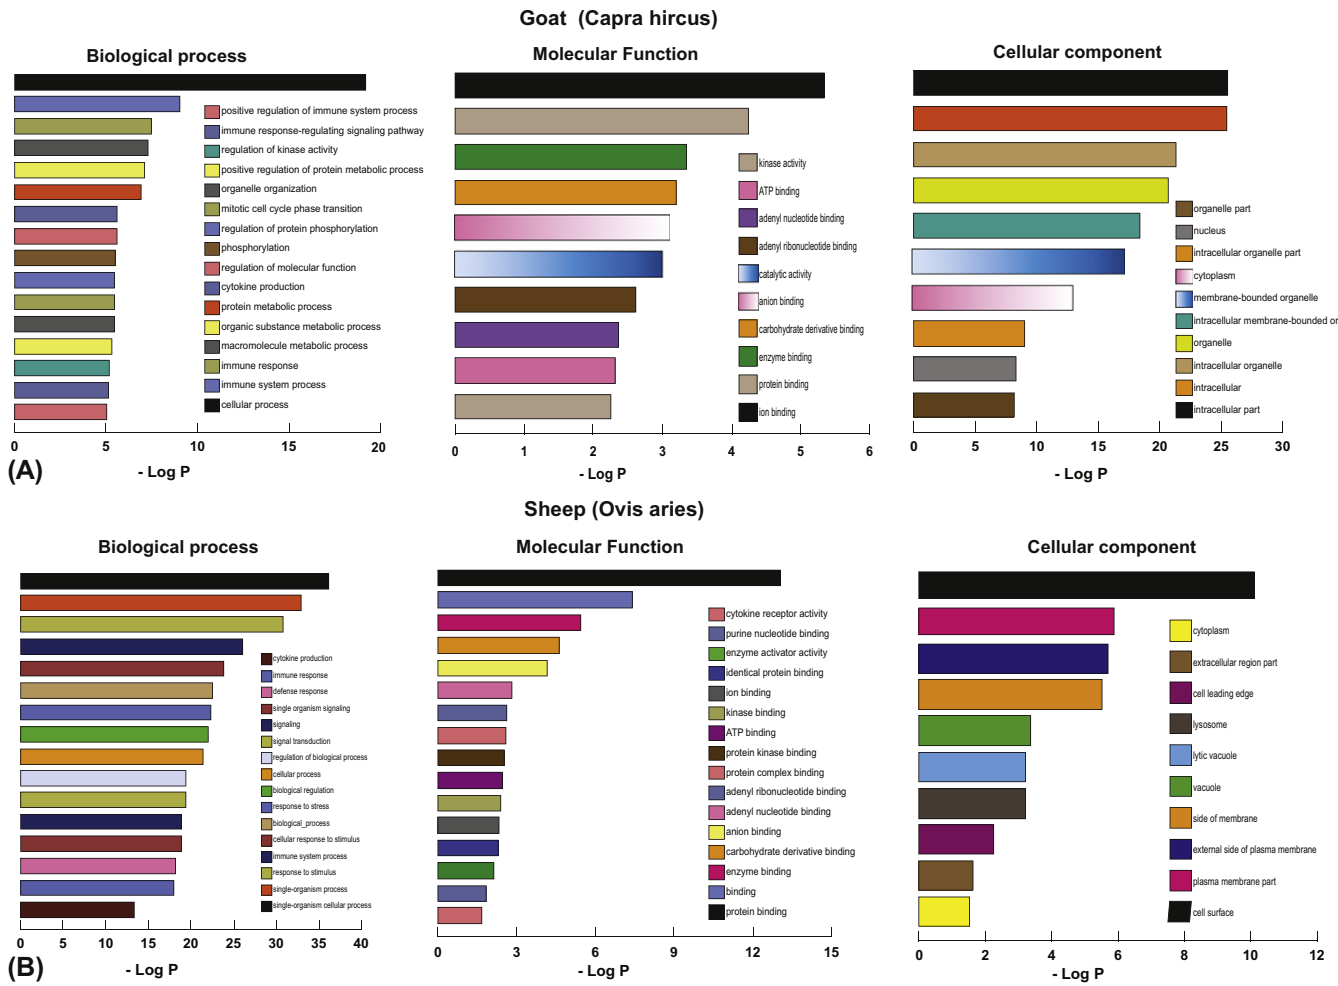 Goat (Capra hircus)
Biological process
positive regulation of immune system process
immune response-regulating signaling pathway
regulation of kinase activity
positive regulation of protein metabolic process
organelle organization
mitotic cell cycle phase transition
regulation of protein phosphorylation
phosphorylation
regulation of molecular function
cytokine production
protein metabolic process
organic substance metabolic process
macromolecule metabolic process
immune response
immune system process
cellular process
0 5 10 15 20
- Log P
Molecular Function
kinase activity
ATP binding
adenyl nucleotide binding
adenyl ribonucleotide binding
catalytic activity
anion binding
carbohydrate derivative binding
enzyme binding
protein binding
ion binding
0 1 2 3 4 5 6
- Log P
Cellular component
organelle part
nucleus
intracellular organelle part
cytoplasm
membrane-bounded organelle
intracellular membrane-bounded or
organelle
intracellular organelle
intracellular
intracellular part
0 5 10 15 20 25 30
- Log P
(A)
Sheep (Ovis aries)
Biological process
cytokine production
immune response
defense response
single organism signaling
signaling
signal transduction
regulation of biological process
cellular process
biological regulation
response to stress
biological_process
cellular response to stimulus
immune system process
response to stimulus
single-organism process
single-organism cellular process
0 5 10 15 20 25 30 35 40
- Log P
Molecular Function
cytokine receptor activity
purine nucleotide binding
enzyme activator activity
identical protein binding
ion binding
kinase binding
ATP binding
protein kinase binding
protein complex binding
adenyl ribonucleotide binding
adenyl nucleotide binding
anion binding
carbohydrate derivative binding
enzyme binding
binding
protein binding
0 3 6 9 12 15
- Log P
Cellular component
cytoplasm
extracellular region part
cell leading edge
lysosome
lytic vacuole
vacuole
side of membrane
external side of plasma membrane
plasma membrane part
cell surface
0 2 4 6 8 10 12
- Log P
(B)